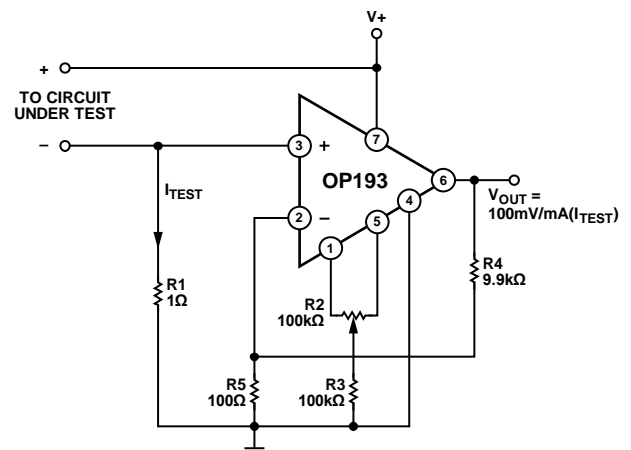 V+
+
TO CIRCUIT
UNDER TEST
−
3
+
7
OP193
6
2
−
4
5
1
ITEST
VOUT =
100mV/mA(ITEST)
R4
9.9kΩ
R1
1Ω
R2
100kΩ
R5
100Ω
R3
100kΩ